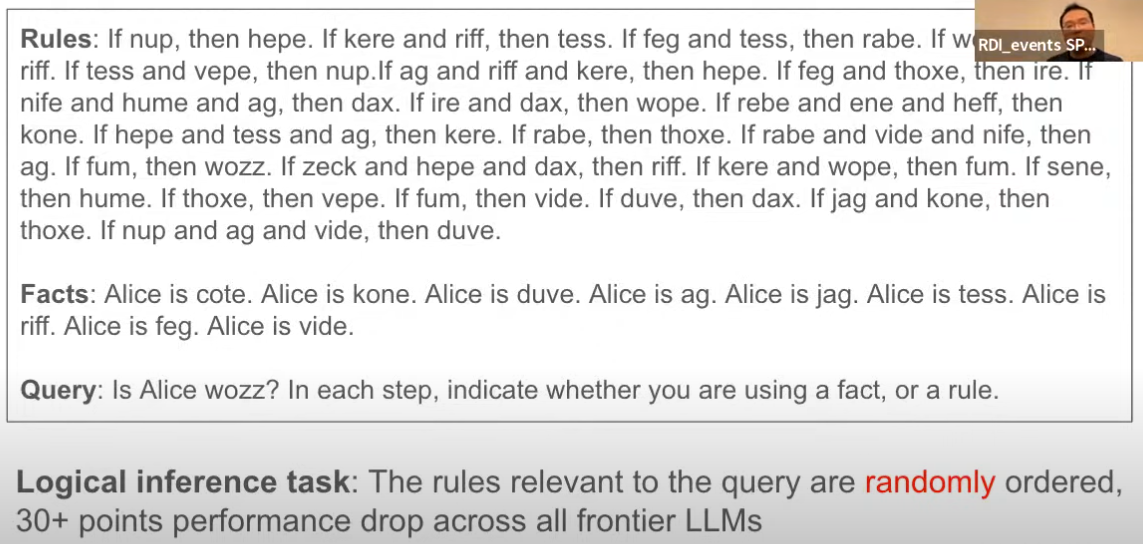 Rules: If nup, then hepe. If kere and riff, then tess. If feg and tess, then rabe. If
RDI_events SP...
riff. If tess and vepe, then nup.If ag and riff and kere, then hepe. If feg and thoxe, then ire. If
nife and hume and ag, then dax. If ire and dax, then wope. If rebe and ene and heff, then
kone. If hepe and tess and ag, then kere. If rabe, then thoxe. If rabe and vide and nife, then
ag. If fum, then wozz. If zeck and hepe and dax, then riff. If kere and wope, then fum. If sene,
then hume. If thoxe, then vepe. If fum, then vide. If duve, then dax. If jag and kone, then
thoxe. If nup and ag and vide, then duve.
Facts: Alice is cote. Alice is kone. Alice is duve. Alice is ag. Alice is jag. Alice is tess. Alice is
riff. Alice is feg. Alice is vide.
Query: Is Alice wozz? In each step, indicate whether you are using a fact, or a rule.
Logical inference task: The rules relevant to the query are randomly ordered,
30+ points performance drop across all frontier LLMs